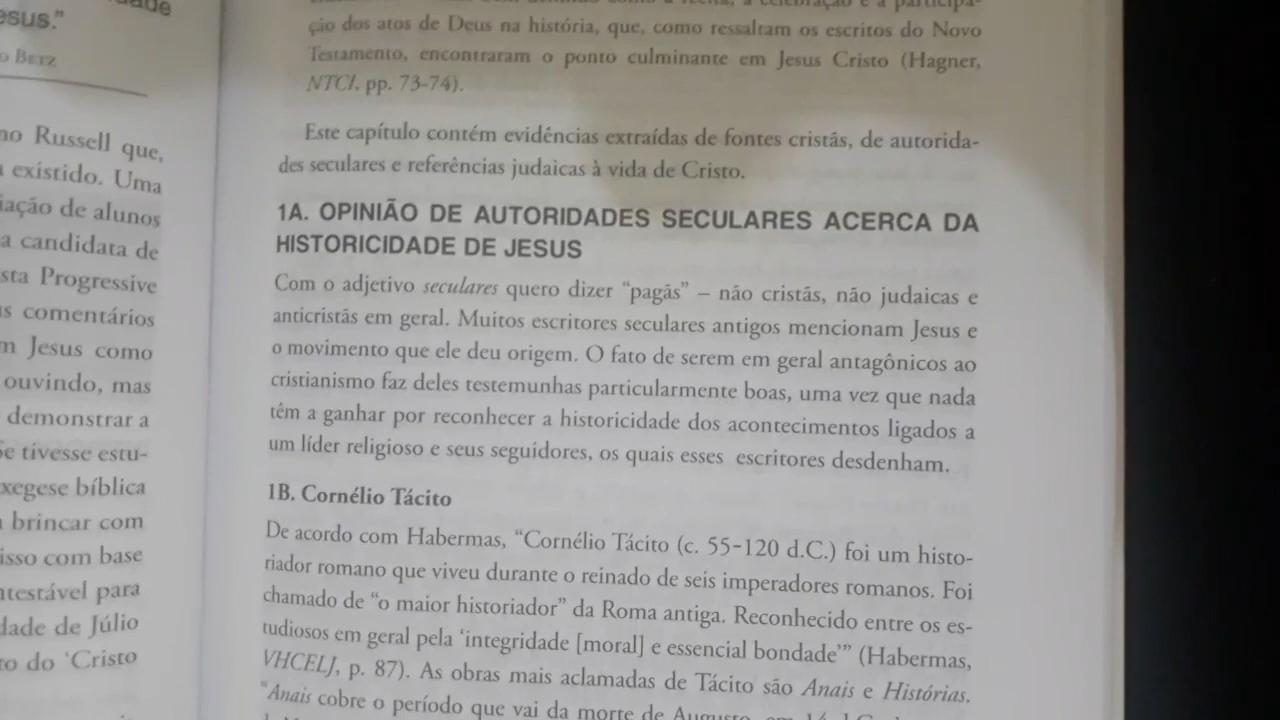 esus."
BETZ
no Russell que,
existido. Uma
iação de alunos
a candidata de
sta Progressive
s comentários
m Jesus como
ouvindo, mas
demonstrar a
Se tivesse estu-
xegese bíblica
brincar com
isso com base
ntestável para
dade de Júlio
to do 'Cristo
ção dos atos de Deus na história, que, como ressaltam os escritos do Novo
Testamento, encontraram o ponto culminante em Jesus Cristo (Hagner,
NTCI, pp. 73-74).
Este capítulo contém evidências extraídas de fontes cristãs, de autorida-
des seculares e referências judaicas à vida de Cristo.
1A. OPINIÃO DE AUTORIDADES SECULARES ACERCA DA
HISTORICIDADE DE JESUS
Com o adjetivo seculares quero dizer “pagãs” – não cristãs, não judaicas e
anticristãs em geral. Muitos escritores seculares antigos mencionam Jesus e
o movimento que ele deu origem. O fato de serem em geral antagônicos ao
cristianismo faz deles testemunhas particularmente boas, uma vez que nada
têm a ganhar por reconhecer a historicidade dos acontecimentos ligados a
um líder religioso e seus seguidores, os quais esses escritores desdenham.
1B. Cornélio Tácito
De acordo com Habermas, “Cornélio Tácito (c. 55-120 d.C.) foi um histo-
riador romano que viveu durante o reinado de seis imperadores romanos. Foi
chamado de “o maior historiador” da Roma antiga. Reconhecido entre os es-
tudiosos em geral pela ‘integridade [moral] e essencial bondade’” (Habermas,
VHCELJ, p. 87). As obras mais aclamadas de Tácito são Anais e Histórias.
“Anais cobre o período que vai da morte de Augusto, em